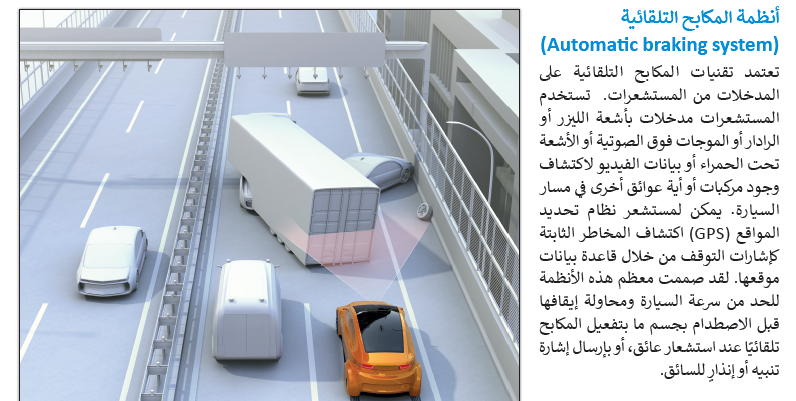 أنظمة المكابح التلقائية
(Automatic braking system)
تعتمد تقنيات المكابح التلقائية على
المدخلات من المستشعرات. تستخدم
المستشعرات مدخلات بأشعة الليزر أو
الرادار أو الموجات فوق الصوتية أو الأشعة
تحت الحمراء أو بيانات الفيديو لاكتشاف
وجود مركبات أو أية عوائق أخرى في مسار
السيارة. يمكن لمستشعر نظام تحديد
المواقع (GPS) اكتشاف المخاطر الثابتة
كإشارات التوقف من خلال قاعدة بيانات
موقعها. لقد صممت معظم هذه الأنظمة
للحد من سرعة السيارة ومحاولة إيقافها
قبل الاصطدام بجسم ما بتفعيل المكابح
تلقائيًا عند استشعار عائق، أو بإرسال إشارة
تنبيه أو إنذارٍ للسائق.